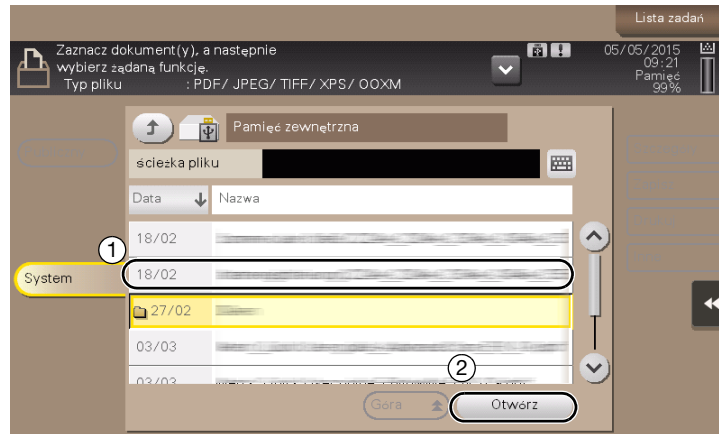 Lista zadań
Zaznacz dokument(y), a następnie
wybierz żądaną funkcję.
Typ pliku : PDF/ JPEG/ TIFF/ XPS/ OOXM
05/05/2015
09:21
Pamięć
99%
Pamięć zewnętrzna
ścieżka pliku
Data Nazwa
18/02
1
18/02
System
27/02
03/03
2
03/03
Góra Otwórz